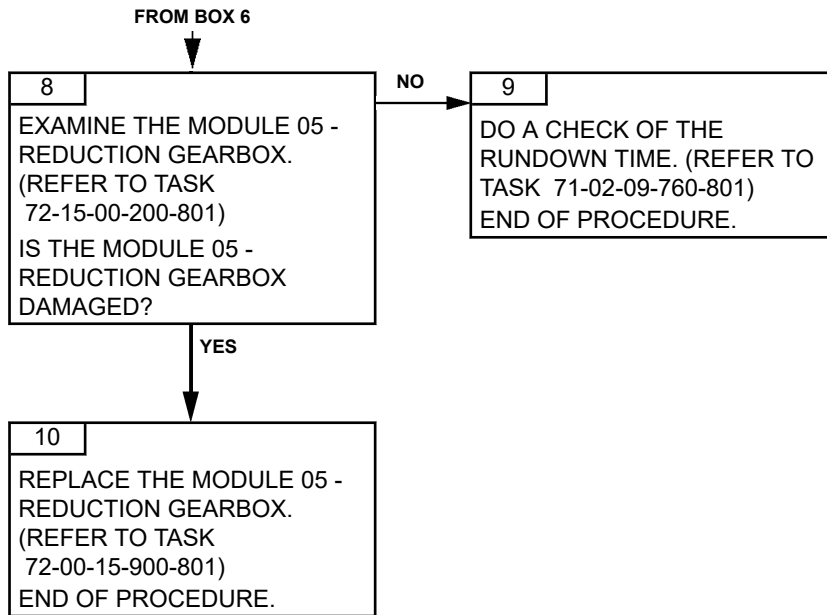 FROM BOX 6
8
EXAMINE THE MODULE 05 -
REDUCTION GEARBOX.
(REFER TO TASK
72-15-00-200-801)
IS THE MODULE 05 -
REDUCTION GEARBOX
DAMAGED?
NO
9
DO A CHECK OF THE
RUNDOWN TIME. (REFER TO
TASK 71-02-09-760-801)
END OF PROCEDURE.
YES
10
REPLACE THE MODULE 05 -
REDUCTION GEARBOX.
(REFER TO TASK
72-00-15-900-801)
END OF PROCEDURE.